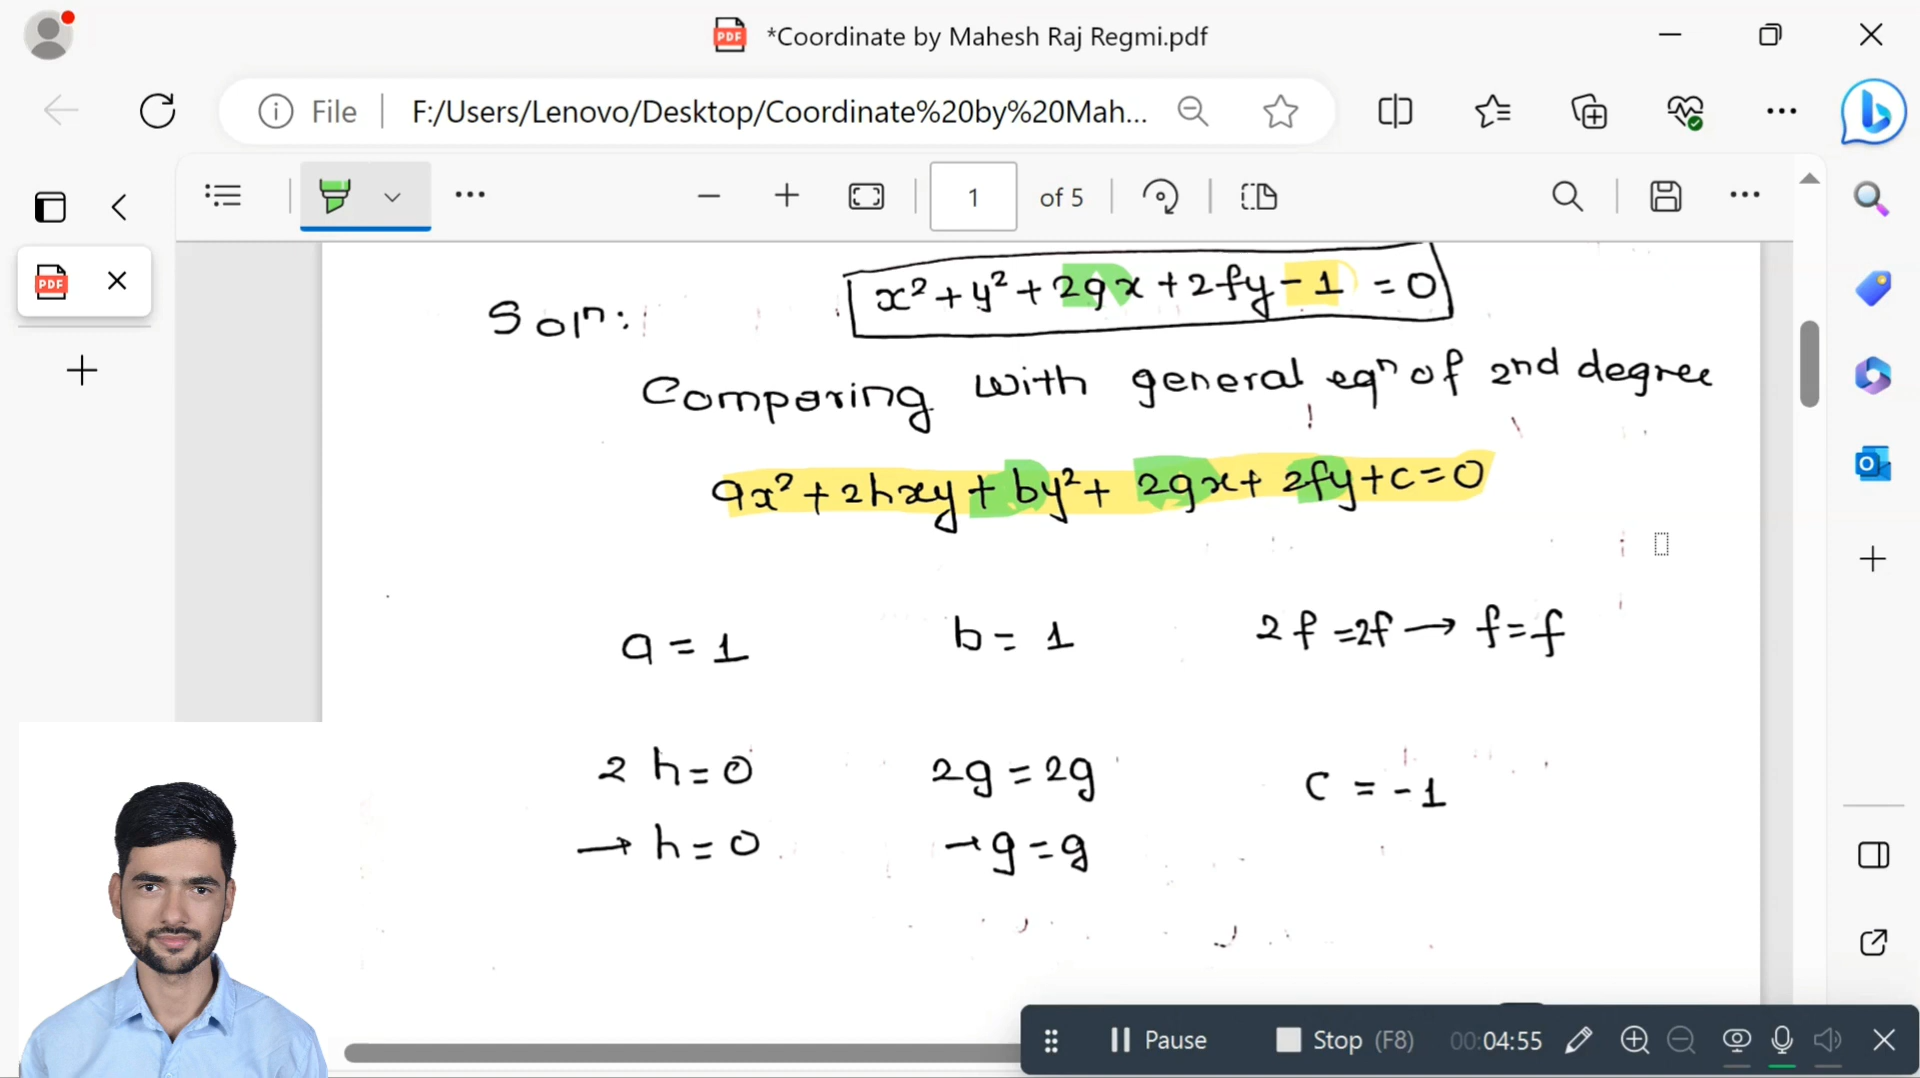 *Coordinate by Mahesh Raj Regmi.pdf
File
F:/Users/Lenovo/Desktop/Coordinate%20by%20Mah...
1 of 5
x² + y² + 2gx + 2fy - 1 = 0
Solⁿ:
Comparing with general eqⁿ of 2nd degree
ax² + 2hxy + by² + 2gx + 2fy + c = 0
a = 1 b = 1 2f = 2f → f = f
2h = 0 2g = 2g c = -1
→ h = 0 → g = g
Pause Stop (F8) 00:04:55